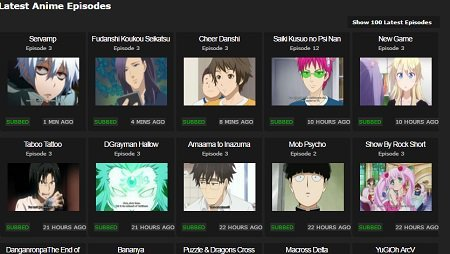 Latest Anime Episodes
Show 100 Latest Episodes
Servamp
Episode 3
SUBBED 1 MIN AGO
Fudanshi Koukou Seikatsu
Episode 3
SUBBED 4 MINS AGO
Cheer Danshi
Episode 3
SUBBED 8 MINS AGO
Saiki Kusuo no Psi Nan
Episode 12
SUBBED 10 HOURS AGO
New Game
Episode 3
SUBBED 10 HOURS AGO
Taboo Tattoo
Episode 3
SUBBED 21 HOURS AGO
DGrayman Hallow
Episode 3
SUBBED 21 HOURS AGO
Amaama to Inazuma
Episode 3
SUBBED 22 HOURS AGO
Mob Psycho
Episode 2
SUBBED 22 HOURS AGO
Show By Rock Short
Episode 3
SUBBED 22 HOURS AGO
DanganronpaThe End of
Bananya
Puzzle & Dragons Cross
Macross Delta
YuGiOh ArcV